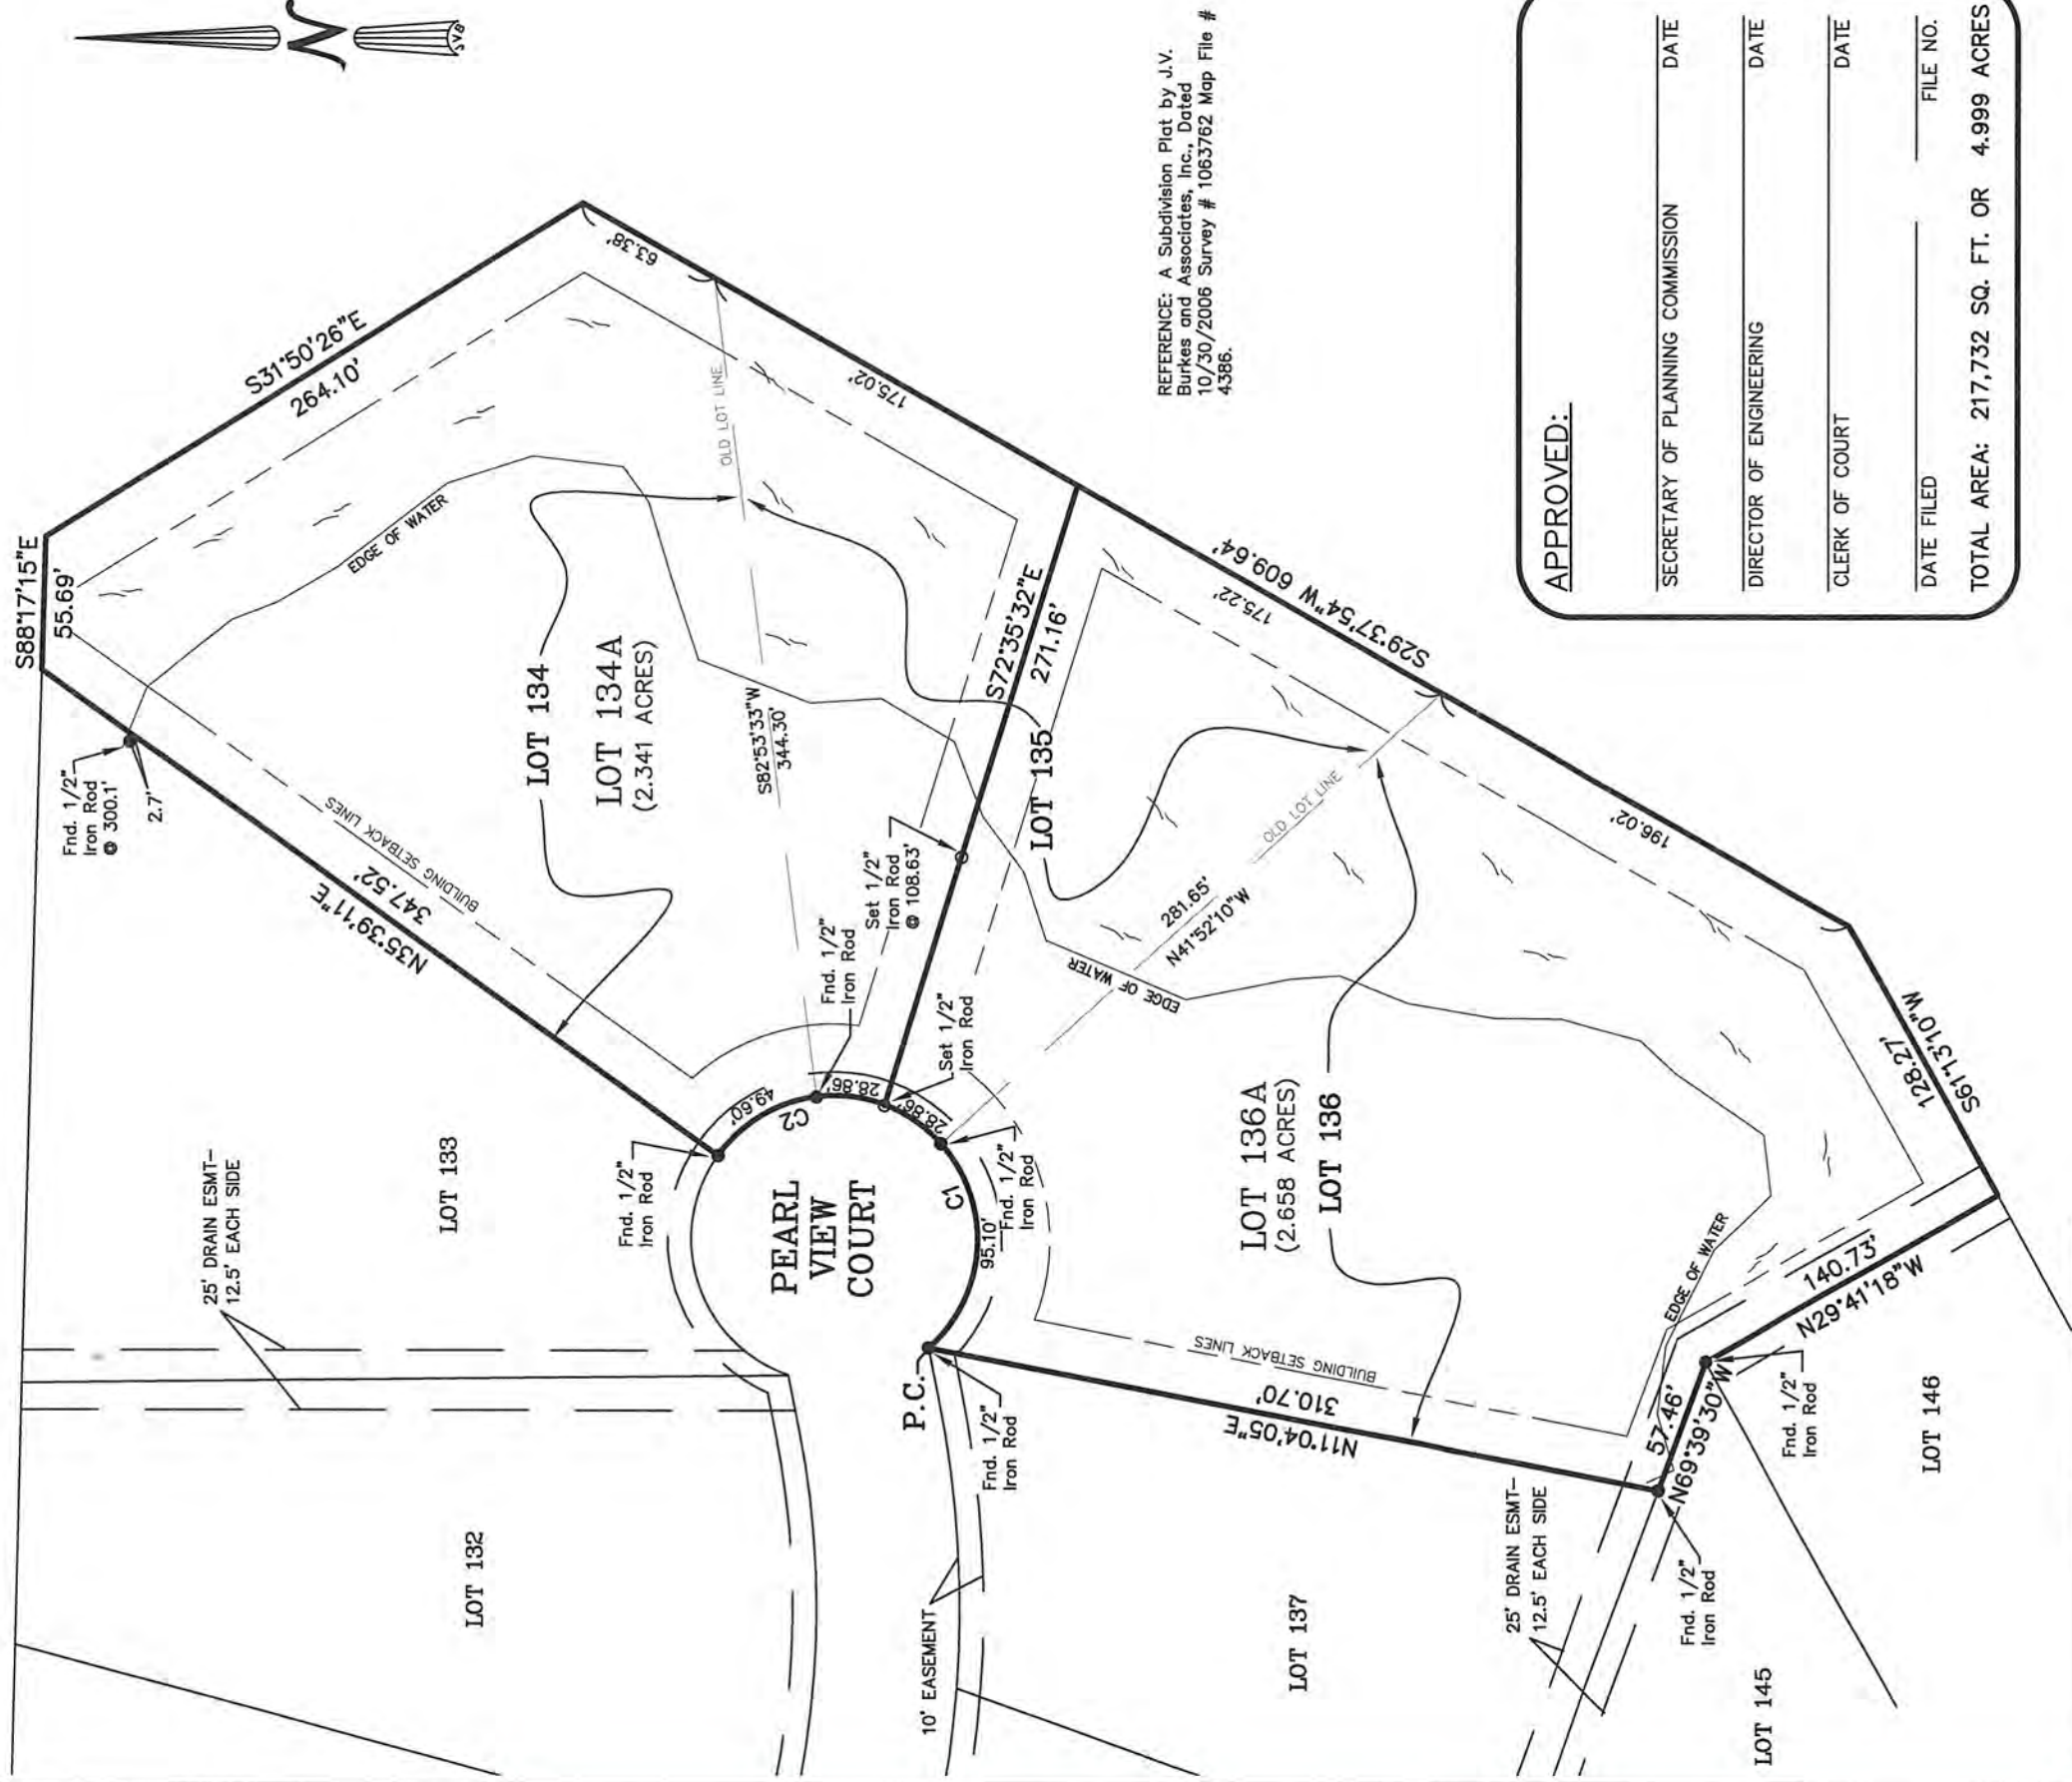 N
JVB
S88°17'15"E
55.69'
S31°50'26"E
264.10'
63.38'
Fnd. 1/2"
Iron Rod
@ 300.1'
2.7'
EDGE OF WATER
OLD LOT LINE
175.02'
BUILDING SETBACK LINES
347.52'
N35°39'11"E
LOT 134
LOT 134A
(2.341 ACRES)
S82°53'33"W
344.30'
S72°35'32"E
271.16'
Set 1/2"
Iron Rod
@ 108.63'
Fnd. 1/2"
Iron Rod
Set 1/2"
Iron Rod
LOT 135
S29°37'54"W 609.64'
175.22'
OLD LOT LINE
281.65'
N41°52'10"W
196.02'
EDGE OF WATER
25' DRAIN ESMT-
12.5' EACH SIDE
LOT 133
LOT 132
Fnd. 1/2"
Iron Rod
49.60'
C2
28.86'
28.86'
C1
95.10'
Fnd. 1/2"
Iron Rod
PEARL
VIEW
COURT
P.C.
Fnd. 1/2"
Iron Rod
10' EASEMENT
LOT 136A
(2.658 ACRES)
LOT 136
BUILDING SETBACK LINES
310.70'
N11°04'05"E
EDGE OF WATER
128.27'
S61°13'10"W
140.73'
N29°41'18"W
57.46'
N69°39'30"W
Fnd. 1/2"
Iron Rod
Fnd. 1/2"
Iron Rod
25' DRAIN ESMT-
12.5' EACH SIDE
LOT 137
LOT 145
LOT 146
REFERENCE: A Subdivision Plat by J.V.
Burkes and Associates, Inc., Dated
10/30/2006 Survey # 1063762 Map File #
4386.
APPROVED:
SECRETARY OF PLANNING COMMISSION DATE
DIRECTOR OF ENGINEERING DATE
CLERK OF COURT DATE
DATE FILED FILE NO.
TOTAL AREA: 217,732 SQ. FT. OR 4.999 ACRES